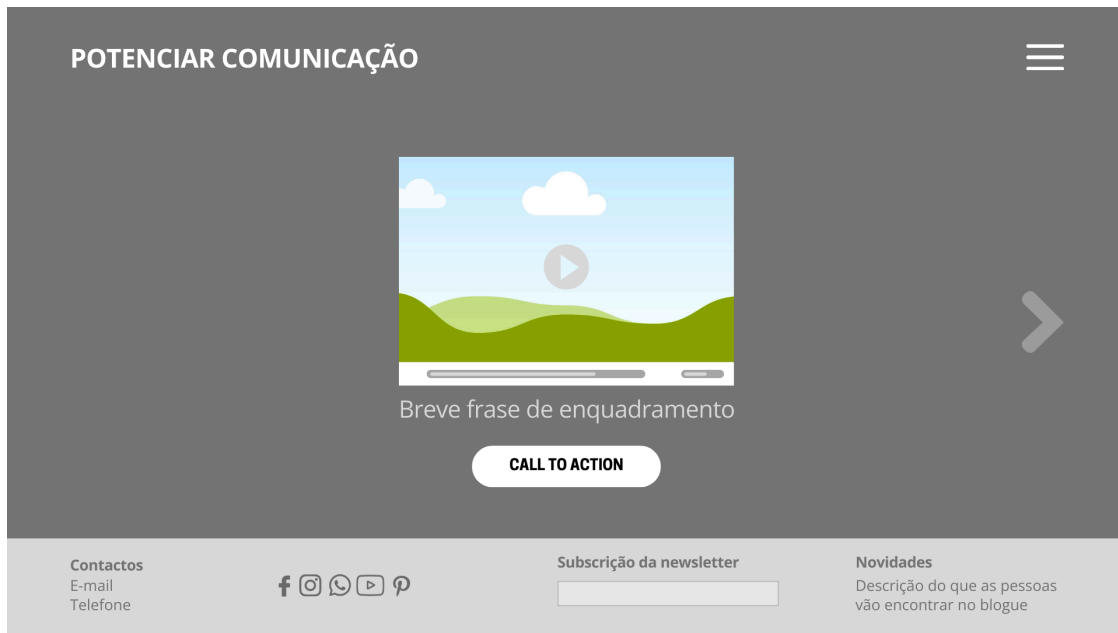 POTENCIAR COMUNICAÇÃO
Breve frase de enquadramento
CALL TO ACTION
Contactos
E-mail
Telefone
Subscrição da newsletter
Novidades
Descrição do que as pessoas
vão encontrar no blogue